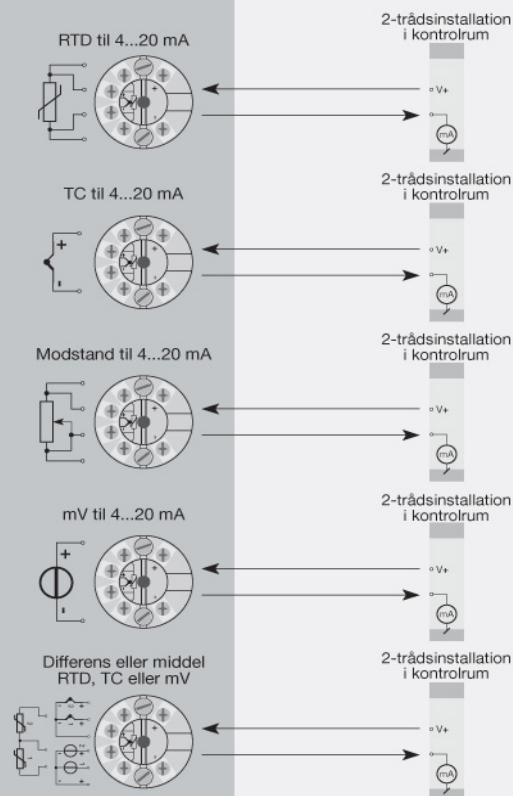 RTD til 4...20 mA
2-trådsinstallation
i kontrolrum
+
-
V+
mA
TC til 4...20 mA
2-trådsinstallation
i kontrolrum
+
-
+
-
V+
mA
Modstand til 4...20 mA
2-trådsinstallation
i kontrolrum
+
-
V+
mA
mV til 4...20 mA
2-trådsinstallation
i kontrolrum
+
-
+
-
V+
mA
Differens eller middel
RTD, TC eller mV
2-trådsinstallation
i kontrolrum
+
-
V+
mA